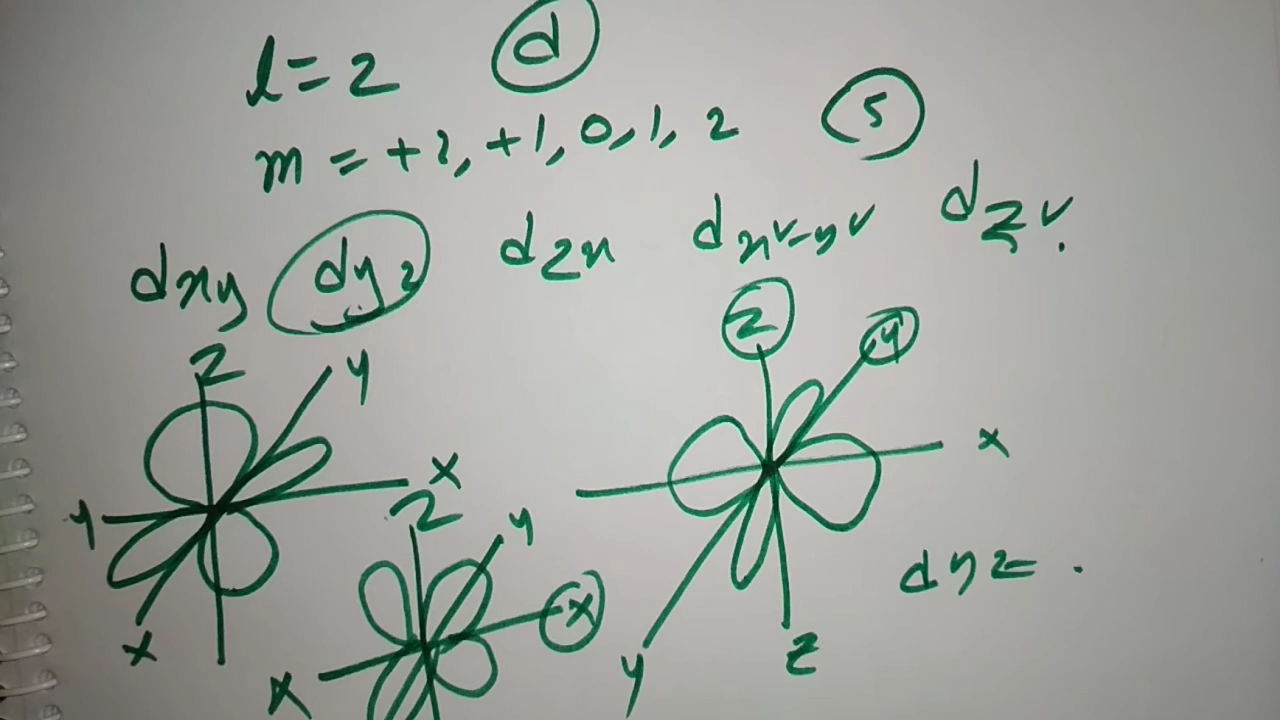 l=2 d
m = +2, +1, 0, 1, 2 5
dxy dyz dzx dx²-y² dz².
Z Y
Z Y
X
X
Y
Z Y
X
dyz = .
X
X
Y Z